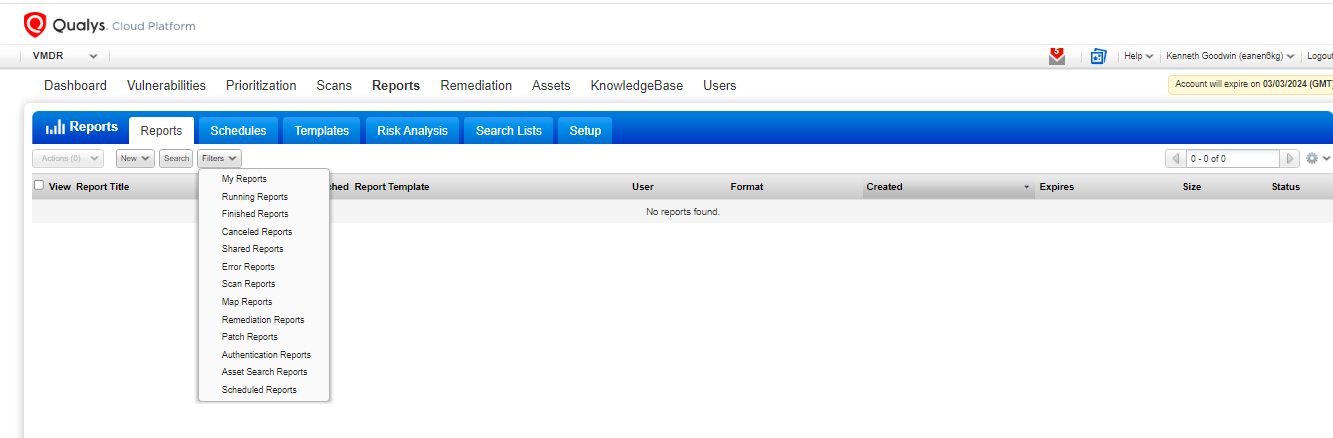 Qualys. Cloud Platform
VMDR 5 Help Kenneth Goodwin (eanen6kg) Logout
Dashboard Vulnerabilities Prioritization Scans Reports Remediation Assets KnowledgeBase Users Account will expire on 03/03/2024 (GMT)
Reports Reports Schedules Templates Risk Analysis Search Lists Setup
Actions (0) New Search Filters 0 - 0 of 0
View Report Title ched Report Template User Format Created Expires Size Status
No reports found.
My Reports
Running Reports
Finished Reports
Canceled Reports
Shared Reports
Error Reports
Scan Reports
Map Reports
Remediation Reports
Patch Reports
Authentication Reports
Asset Search Reports
Scheduled Reports